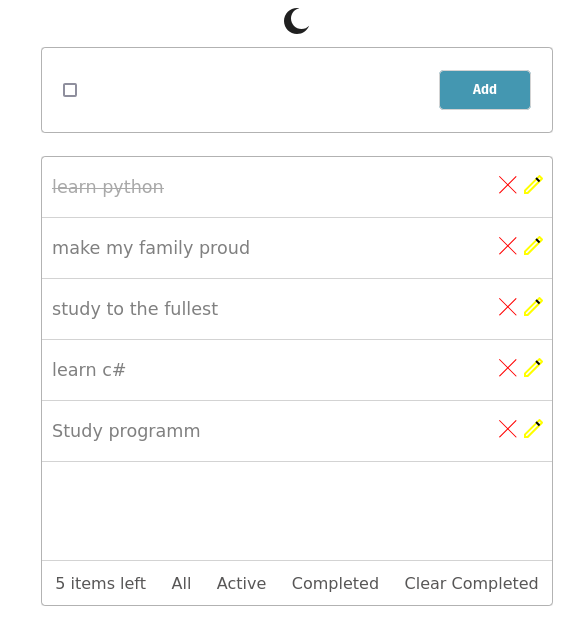 Add
learn python
make my family proud
study to the fullest
learn c#
Study programm
5 items left All Active Completed Clear Completed